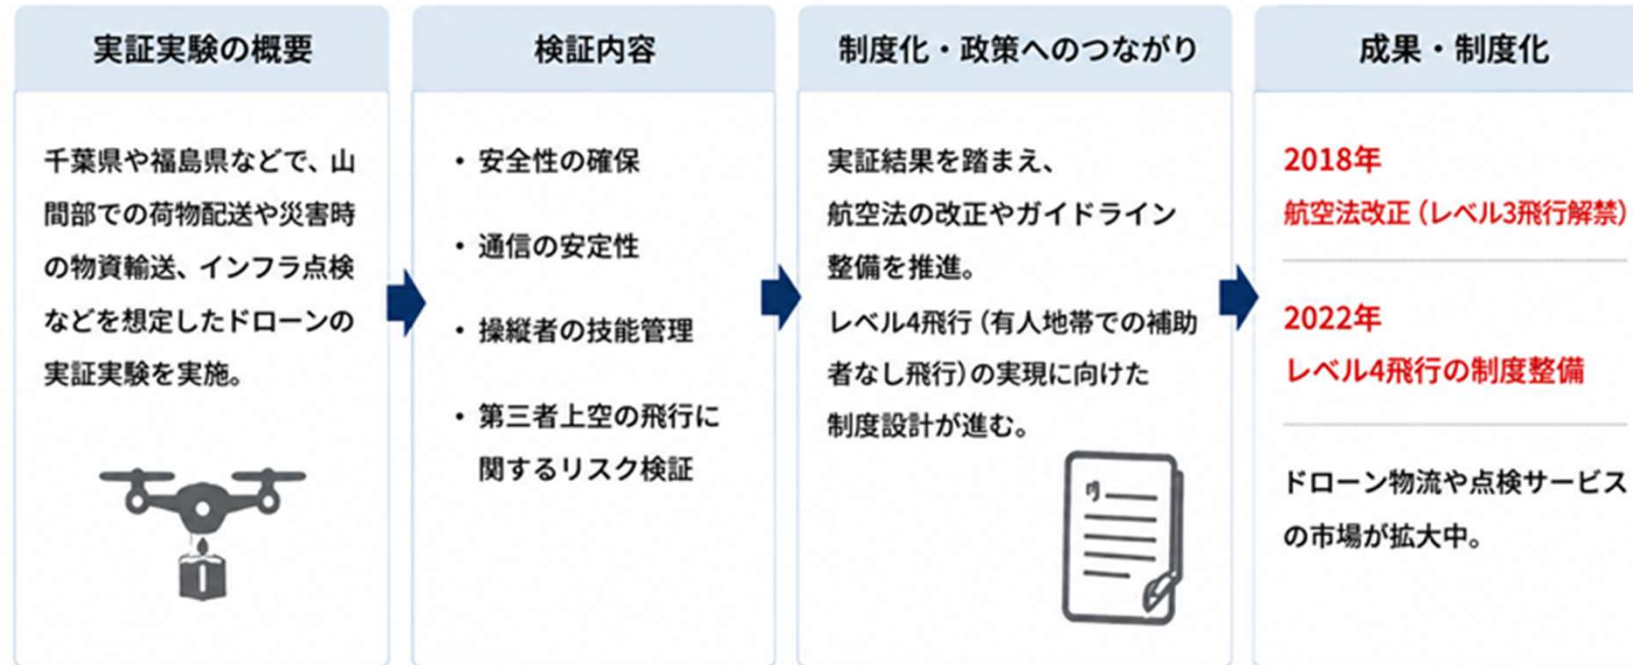 実証実験の概要
千葉県や福島県などで、山
間部での荷物配送や災害時
の物資輸送、インフラ点検
などを想定したドローンの
実証実験を実施。
検証内容
・安全性の確保
・通信の安定性
・操縦者の技能管理
・第三者上空の飛行に
関するリスク検証
制度化・政策へのつながり
実証結果を踏まえ、
航空法の改正やガイドライン
整備を推進。
レベル4飛行（有人地帯での補助
者なし飛行）の実現に向けた
制度設計が進む。
成果・制度化
2018年
航空法改正（レベル3飛行解禁）
2022年
レベル4飛行の制度整備
ドローン物流や点検サービス
の市場が拡大中。